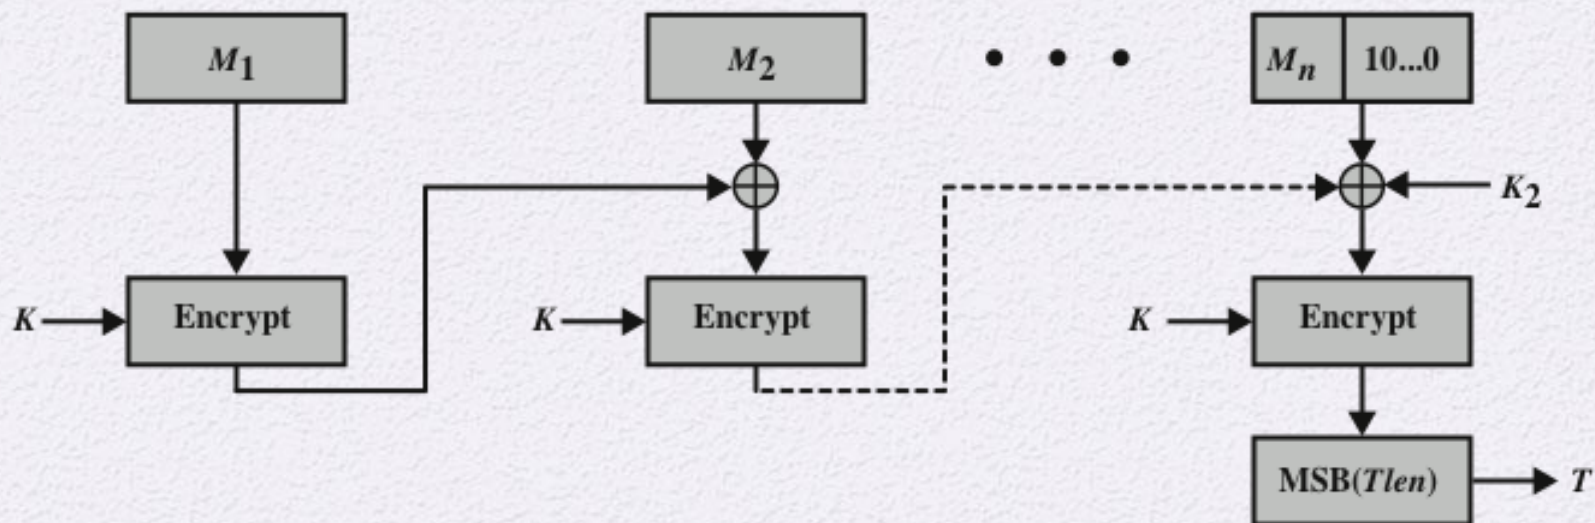 M1
M2
• • •
Mn 10...0
K2
K Encrypt
K Encrypt
K Encrypt
MSB(Tlen) T